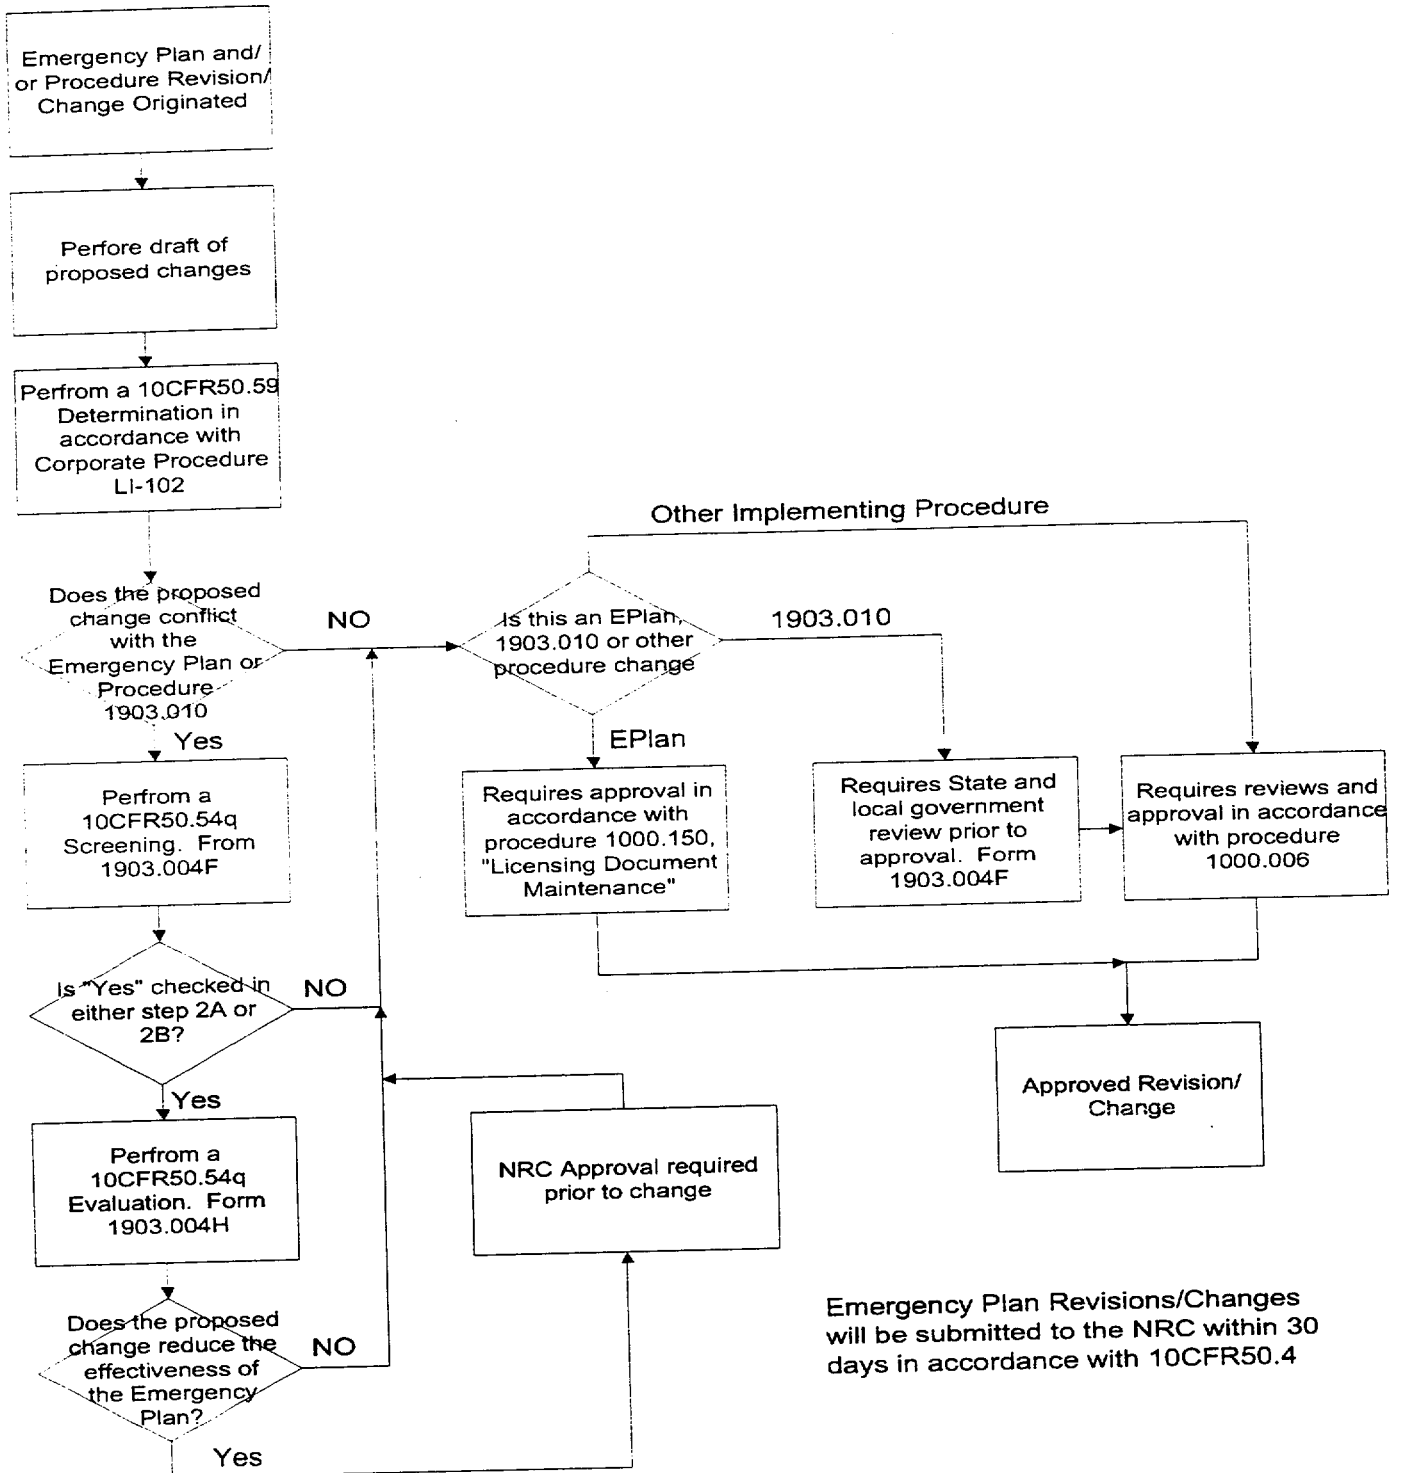 Emergency Plan and/
or Procedure Revision/
Change Originated
Perfore draft of
proposed changes
Perfrom a 10CFR50.59
Determination in
accordance with
Corporate Procedure
LI-102
Other Implementing Procedure
Does the proposed
change conflict
with the
Emergency Plan or
Procedure
1903.010
NO
Is this an EPlan,
1903.010 or other
procedure change
1903.010
Yes
EPlan
Perfrom a
10CFR50.54q
Screening. From
1903.004F
Requires approval in
accordance with
procedure 1000.150,
"Licensing Document
Maintenance"
Requires State and
local government
review prior to
approval. Form
1903.004F
Requires reviews and
approval in accordance
with procedure
1000.006
Is "Yes" checked in
either step 2A or
2B?
NO
Yes
Approved Revision/
Change
Perfrom a
10CFR50.54q
Evaluation. Form
1903.004H
NRC Approval required
prior to change
Does the proposed
change reduce the
effectiveness of
the Emergency
Plan?
NO
Yes
Emergency Plan Revisions/Changes
will be submitted to the NRC within 30
days in accordance with 10CFR50.4